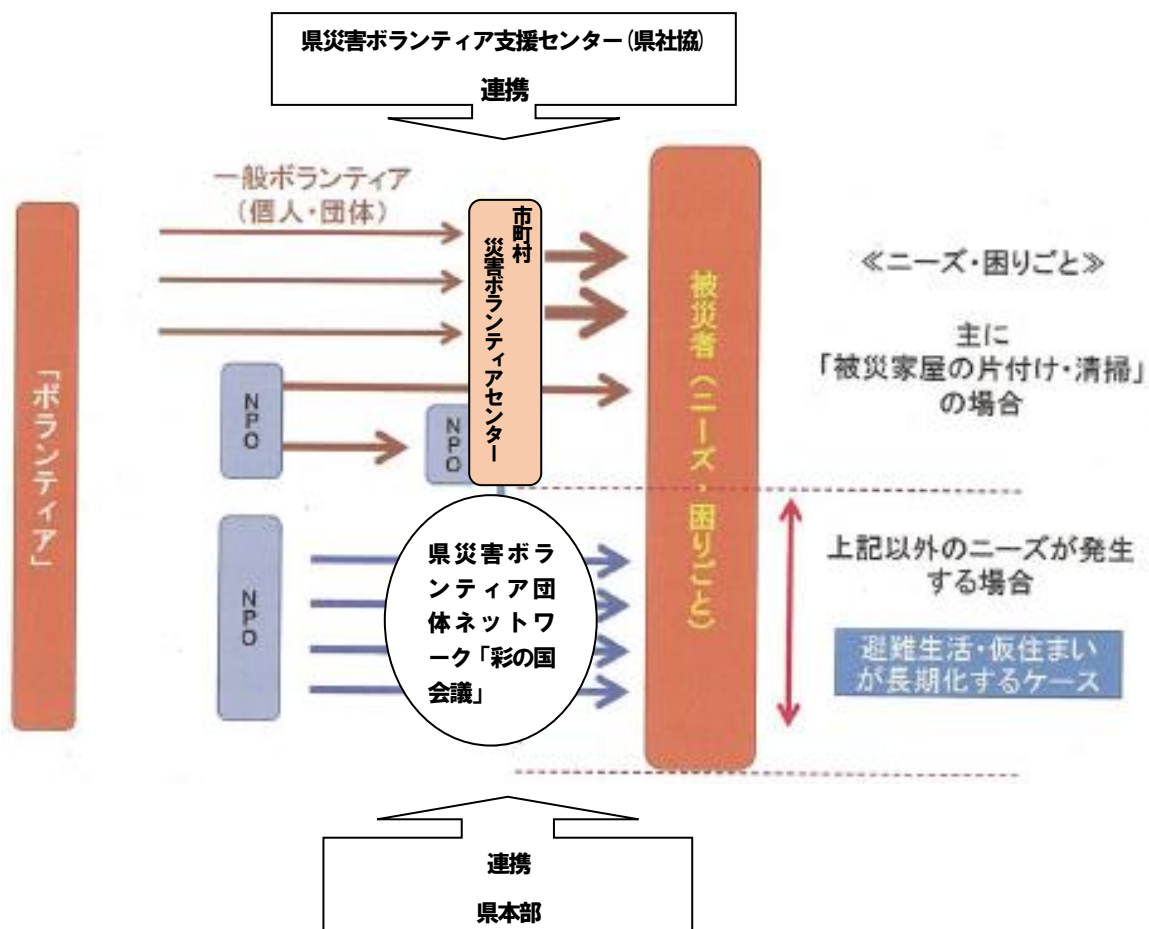 県災害ボランティア支援センター(県社協)
連携
一般ボランティア
(個人・団体)
「ボランティア」
NPO
NPO
市町村
災害ボランティアセンター
被災者(ニーズ・困りごと)
≪ニーズ・困りごと≫
主に
「被災家屋の片付け・清掃」
の場合
NPO
県災害ボラ
ンティア団
体ネットワ
ーク「彩の国
会議」
上記以外のニーズが発生
する場合
避難生活・仮住まい
が長期化するケース
連携
県本部